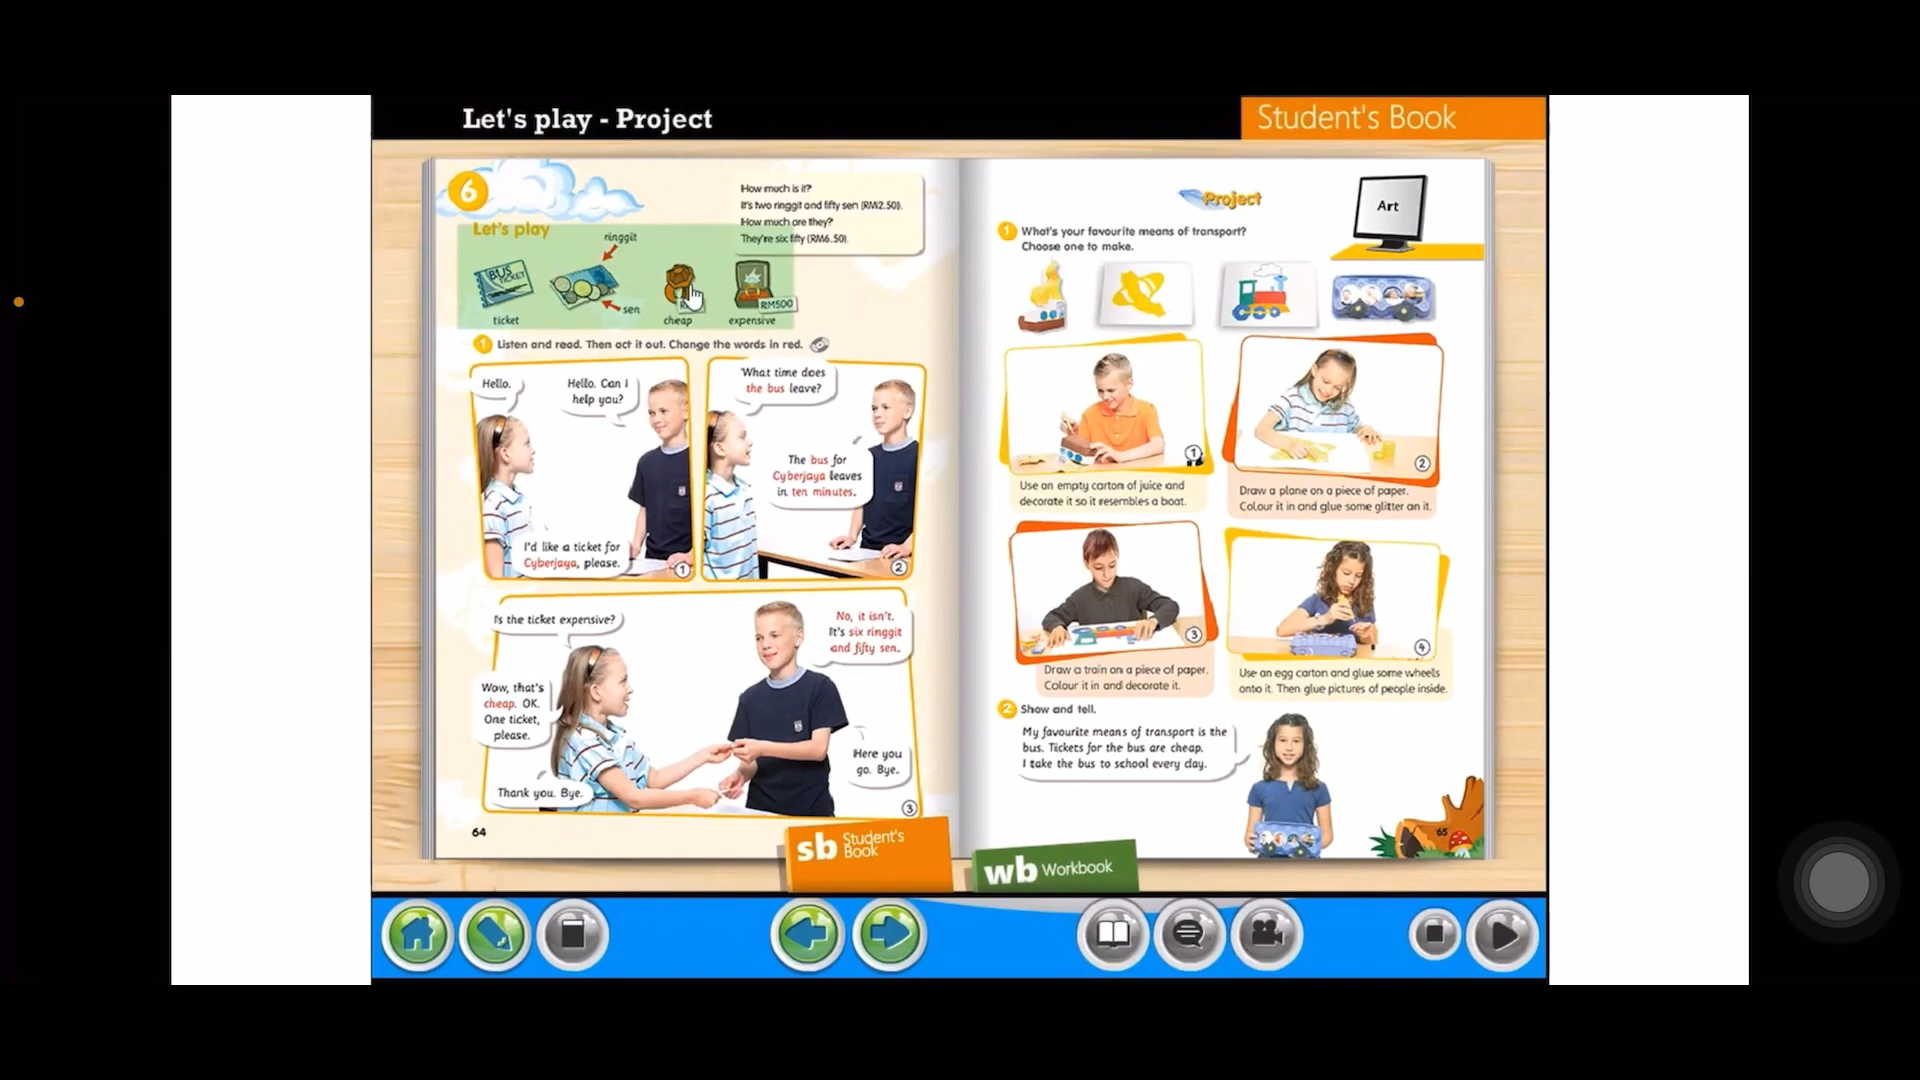 Let's play - Project
Student's Book
6
How much is it?
It's two ringgit and fifty sen (RM2.50).
How much are they?
They're six fifty (RM6.50).
Let's play
ringgit
BUS
TICKET
sen
RM500
ticket
cheap
expensive
1 Listen and read. Then act it out. Change the words in red.
Hello.
Hello. Can I
help you?
I'd like a ticket for
Cyberjaya, please.
1
What time does
the bus leave?
The bus for
Cyberjaya leaves
in ten minutes.
2
Is the ticket expensive?
No, it isn't.
It's six ringgit
and fifty sen.
Wow, that's
cheap. OK.
One ticket,
please.
Here you
go. Bye.
Thank you. Bye.
3
64
Project
Art
1 What's your favourite means of transport?
Choose one to make.
1
Use an empty carton of juice and
decorate it so it resembles a boat.
2
Draw a plane on a piece of paper.
Colour it in and glue some glitter on it.
3
Draw a train on a piece of paper.
Colour it in and decorate it.
4
Use an egg carton and glue some wheels
onto it. Then glue pictures of people inside.
2 Show and tell.
My favourite means of transport is the
bus. Tickets for the bus are cheap.
I take the bus to school every day.
65
sb Student's
Book
wb Workbook